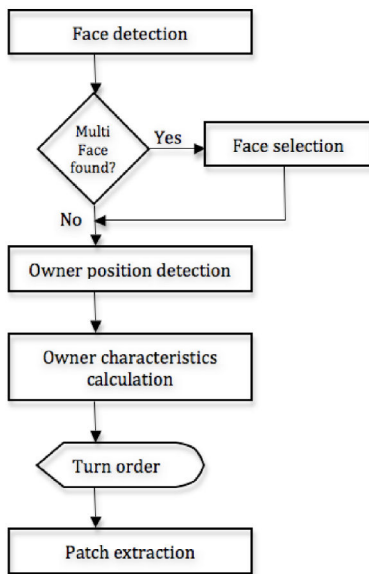 Face detection
Multi
Face
found?
Yes
Face selection
No
Owner position detection
Owner characteristics
calculation
Turn order
Patch extraction